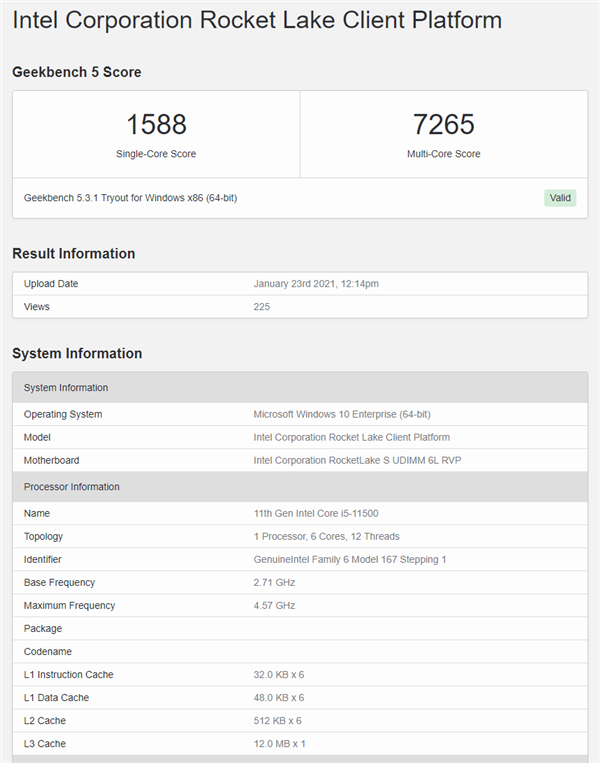 Intel Corporation Rocket Lake Client Platform
Geekbench 5 Score
1588 7265
Single-Core Score Multi-Core Score
Geekbench 5.3.1 Tryout for Windows x86 (64-bit) Valid
Result Information
Upload Date January 23rd 2021, 12:14pm
Views 225
System Information
System Information
Operating System Microsoft Windows 10 Enterprise (64-bit)
Model Intel Corporation Rocket Lake Client Platform
Motherboard Intel Corporation RocketLake S UDIMM 6L RVP
Processor Information
Name 11th Gen Intel Core i5-11500
Topology 1 Processor, 6 Cores, 12 Threads
Identifier GenuineIntel Family 6 Model 167 Stepping 1
Base Frequency 2.71 GHz
Maximum Frequency 4.57 GHz
Package
Codename
L1 Instruction Cache 32.0 KB x 6
L1 Data Cache 48.0 KB x 6
L2 Cache 512 KB x 6
L3 Cache 12.0 MB x 1